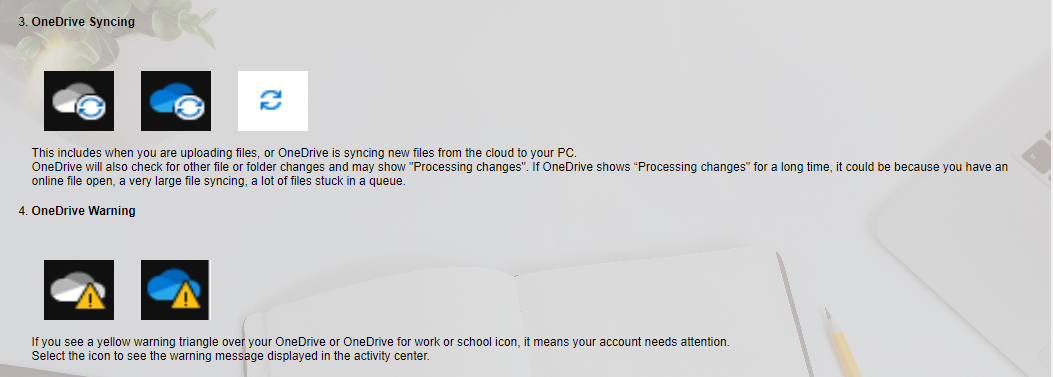 3. OneDrive Syncing
This includes when you are uploading files, or OneDrive is syncing new files from the cloud to your PC.
OneDrive will also check for other file or folder changes and may show "Processing changes". If OneDrive shows “Processing changes” for a long time, it could be because you have an
online file open, a very large file syncing, a lot of files stuck in a queue.
4. OneDrive Warning
If you see a yellow warning triangle over your OneDrive or OneDrive for work or school icon, it means your account needs attention.
Select the icon to see the warning message displayed in the activity center.